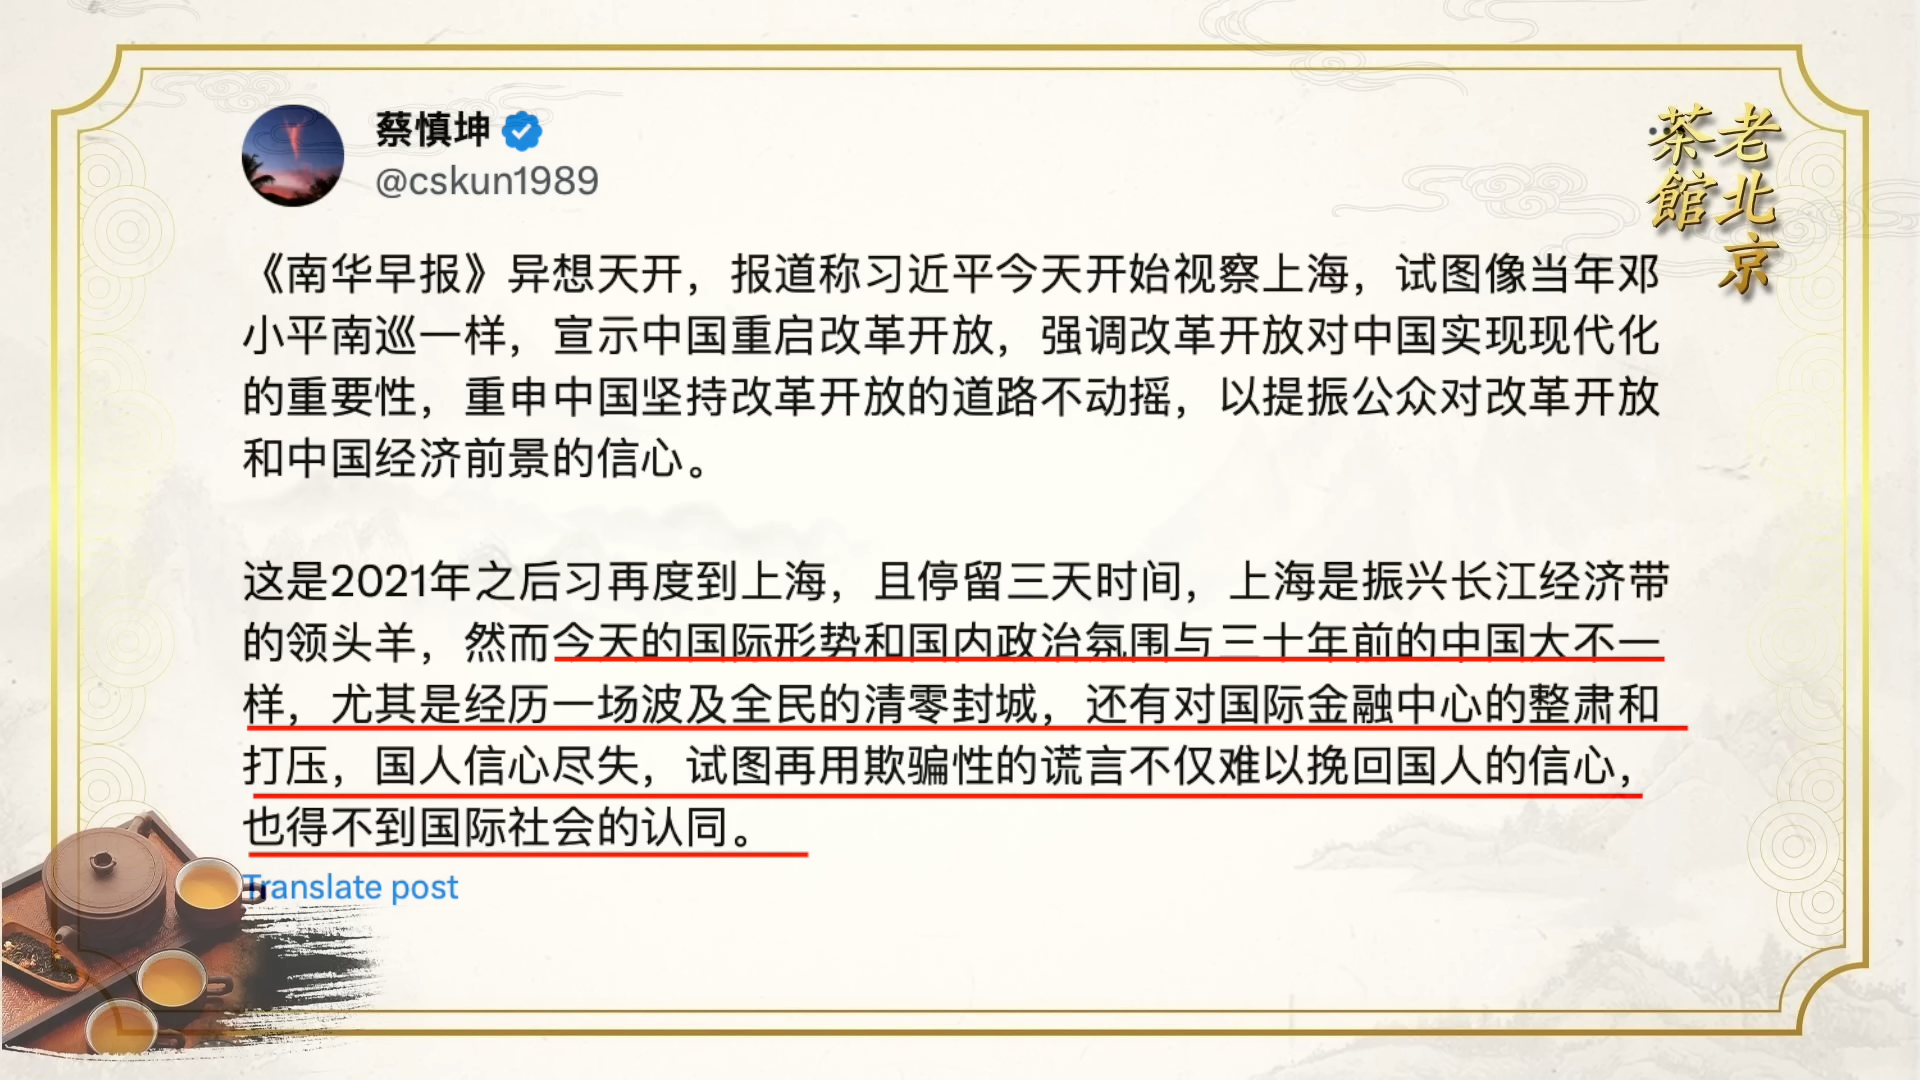 蔡慎坤
@cskun1989
老北京
茶館
《南华早报》异想天开，报道称习近平今天开始视察上海，试图像当年邓
小平南巡一样，宣示中国重启改革开放，强调改革开放对中国实现现代化
的重要性，重申中国坚持改革开放的道路不动摇，以提振公众对改革开放
和中国经济前景的信心。
这是2021年之后习再度到上海，且停留三天时间，上海是振兴长江经济带
的领头羊，然而今天的国际形势和国内政治氛围与三十年前的中国大不一
样，尤其是经历一场波及全民的清零封城，还有对国际金融中心的整肃和
打压，国人信心尽失，试图再用欺骗性的谎言不仅难以挽回国人的信心，
也得不到国际社会的认同。
Translate post